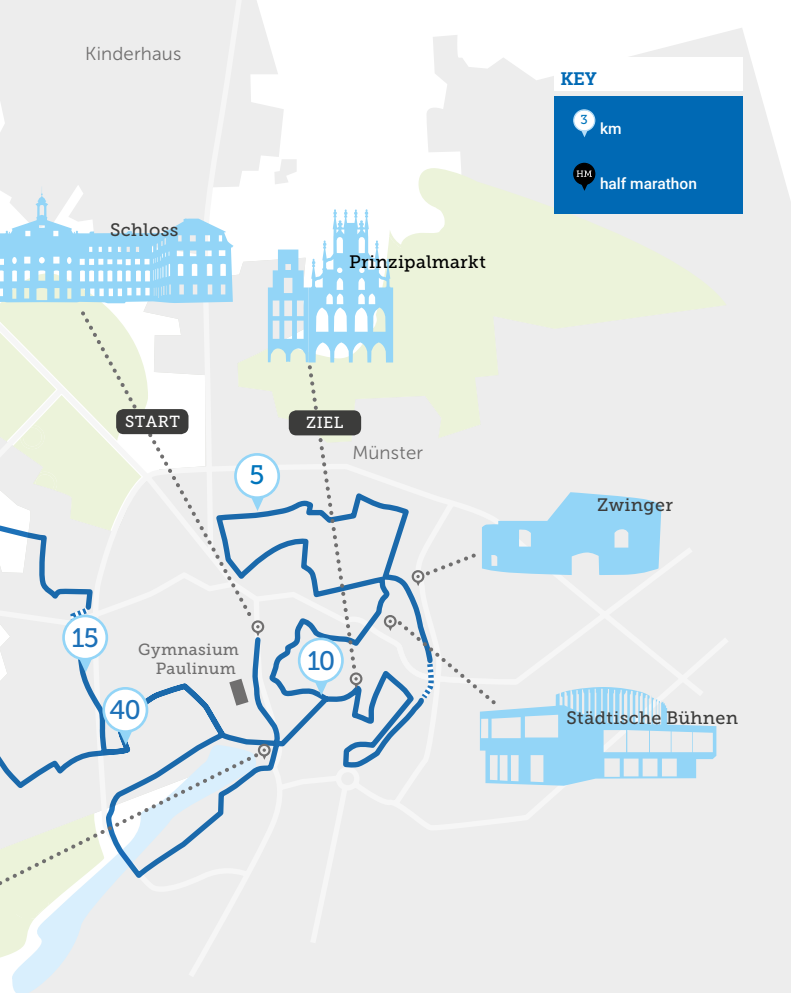 Kinderhaus
KEY
3 km
HM half marathon
Schloss
Prinzipalmarkt
START
ZIEL
Münster
5
Zwinger
15
Gymnasium
Paulinum
10
40
Städtische Bühnen